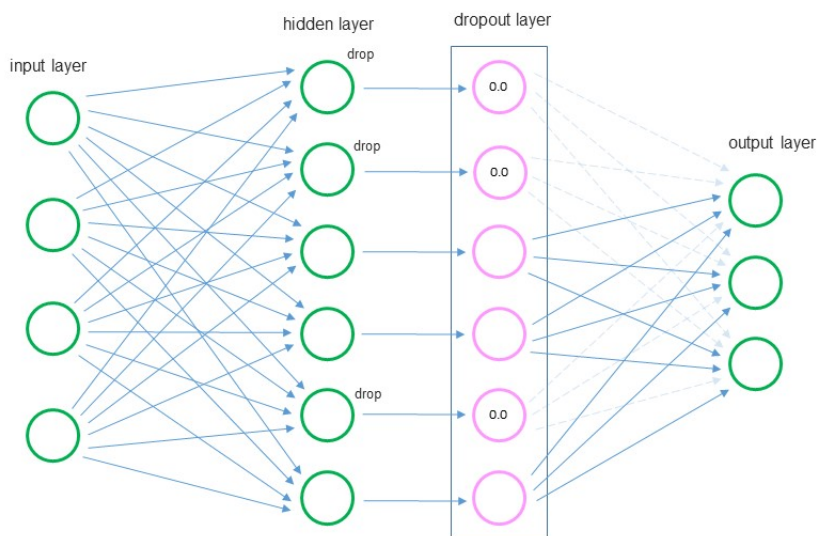 input layer
hidden layer
dropout layer
output layer
drop
drop
drop
0.0
0.0
0.0